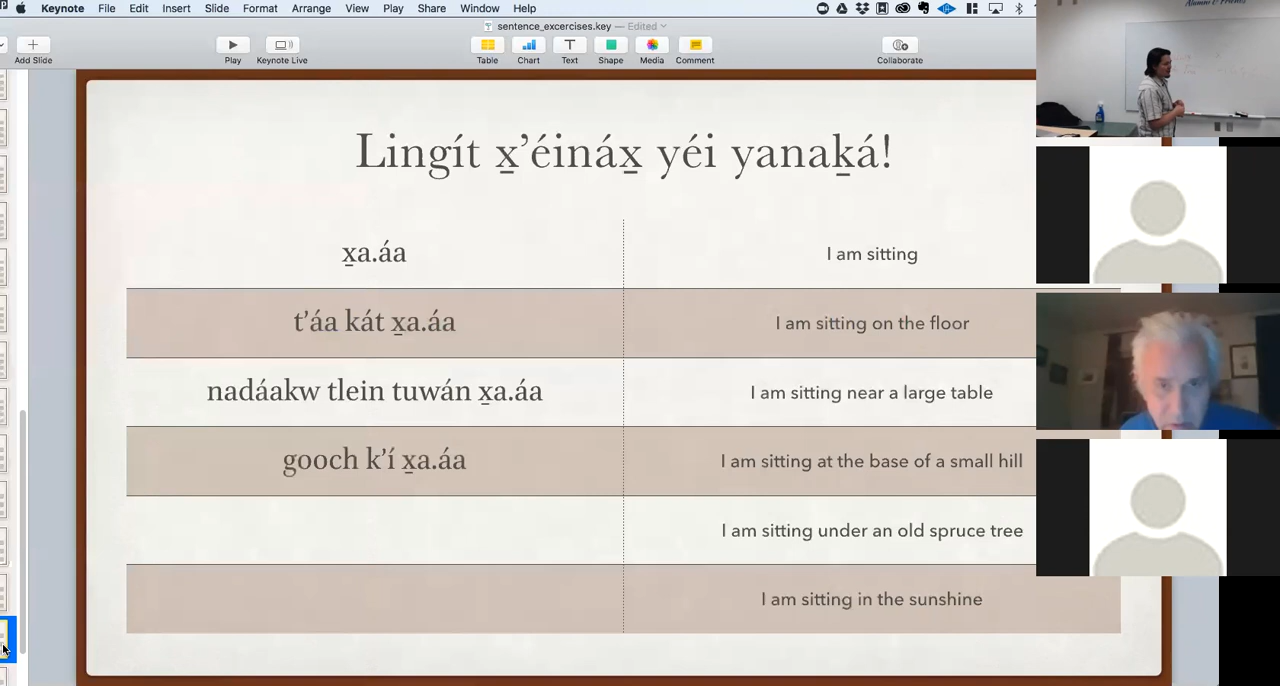 Keynote File Edit Insert Slide Format Arrange View Play Share Window Help
sentence_excercises.key — Edited
Add Slide Play Keynote Live Table Chart Text Shape Media Comment Collaborate
Alumni & Friends
Lingít x̱’éináx̱ yéi yanaḵá!
x̱a.áa I am sitting
t’áa kát x̱a.áa I am sitting on the floor
nadáakw tlein tuwán x̱a.áa I am sitting near a large table
gooch k’í x̱a.áa I am sitting at the base of a small hill
I am sitting under an old spruce tree
I am sitting in the sunshine